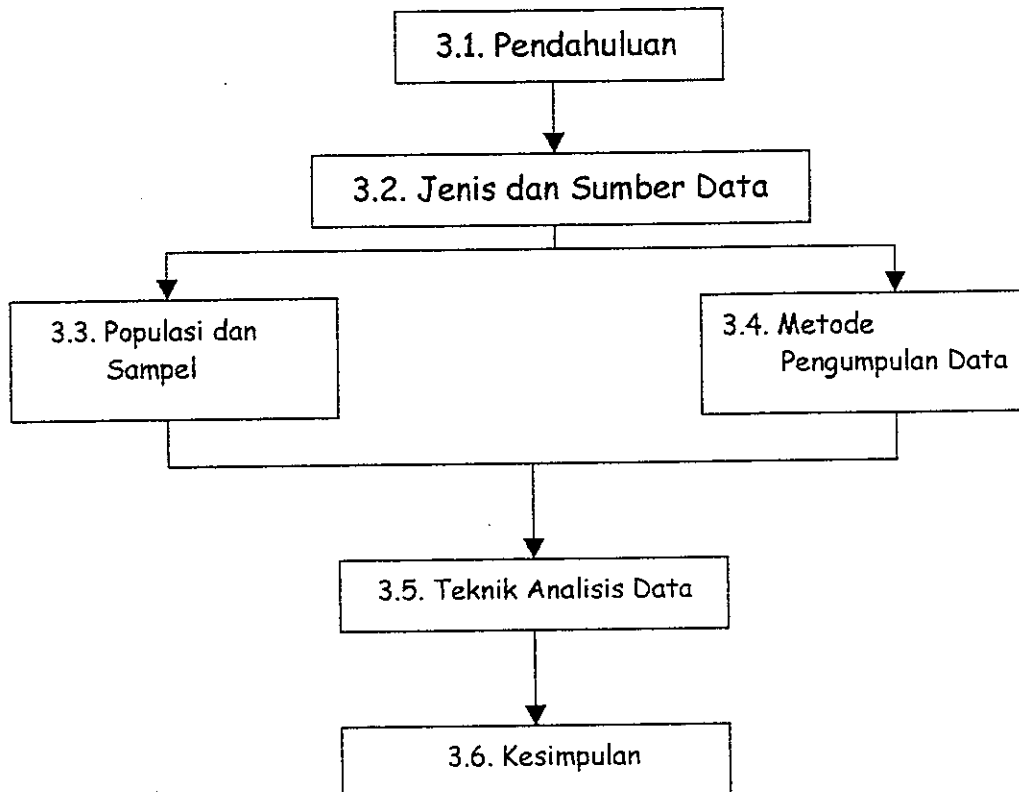 3.1. Pendahuluan
3.2. Jenis dan Sumber Data
3.3. Populasi dan
Sampel
3.4. Metode
Pengumpulan Data
3.5. Teknik Analisis Data
3.6. Kesimpulan